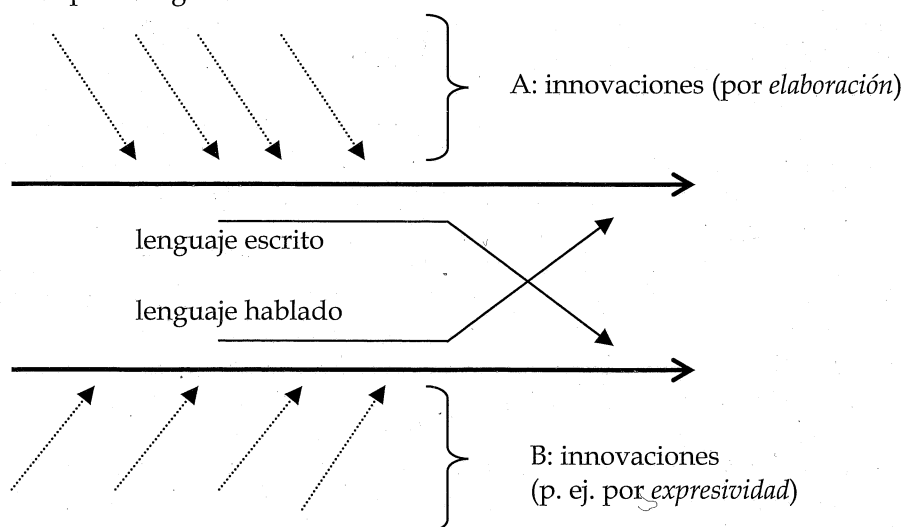 A: innovaciones (por elaboración)
lenguaje escrito
lenguaje hablado
B: innovaciones
(p. ej. por expresividad)